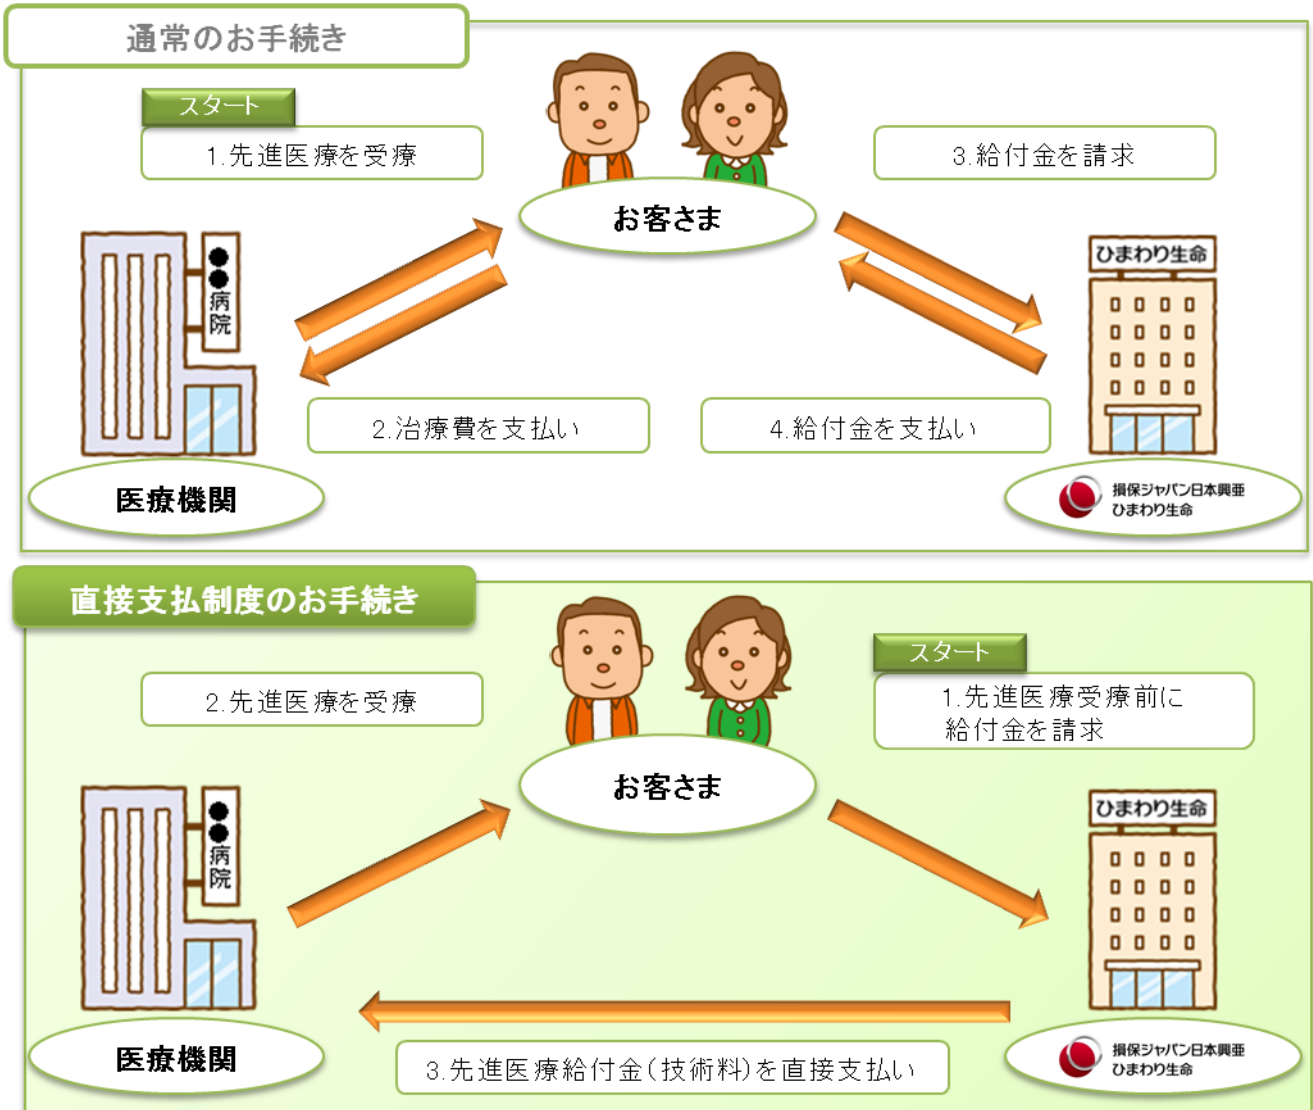 通常のお手続き
スタート
1.先進医療を受療
3.給付金を請求
お客さま
●●病院
ひまわり生命
2.治療費を支払い
4.給付金を支払い
医療機関
損保ジャパン日本興亜
ひまわり生命
直接支払制度のお手続き
スタート
2.先進医療を受療
1.先進医療受療前に
給付金を請求
お客さま
●●病院
ひまわり生命
医療機関
3.先進医療給付金(技術料)を直接支払い
損保ジャパン日本興亜
ひまわり生命